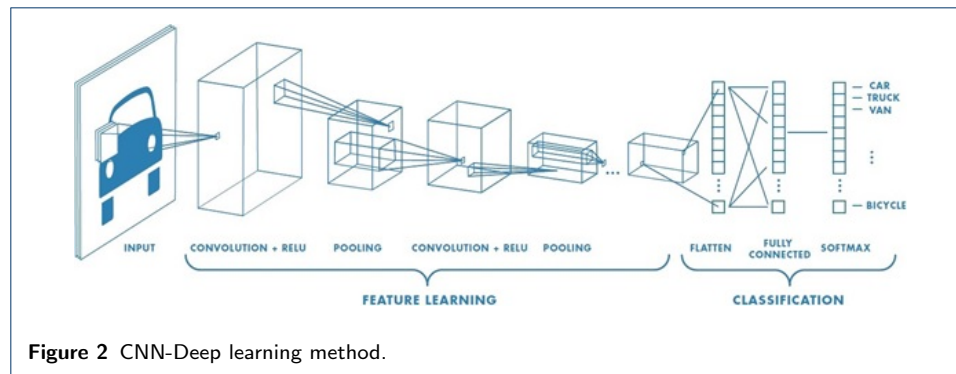 CAR
TRUCK
VAN
BICYCLE
INPUT
CONVOLUTION + RELU
POOLING
CONVOLUTION + RELU
POOLING
FLATTEN
FULLY
CONNECTED
SOFTMAX
FEATURE LEARNING
CLASSIFICATION
Figure 2 CNN-Deep learning method.